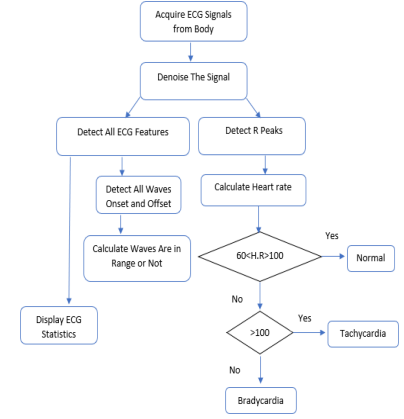 Acquire ECG Signals
from Body
Denoise The Signal
Detect All ECG Features
Detect R Peaks
Detect All Waves
Onset and Offset
Calculate Heart rate
Calculate Waves Are in
Range or Not
60<H.R>100
Yes
Normal
No
Display ECG
Statistics
>100
Yes
Tachycardia
No
Bradycardia